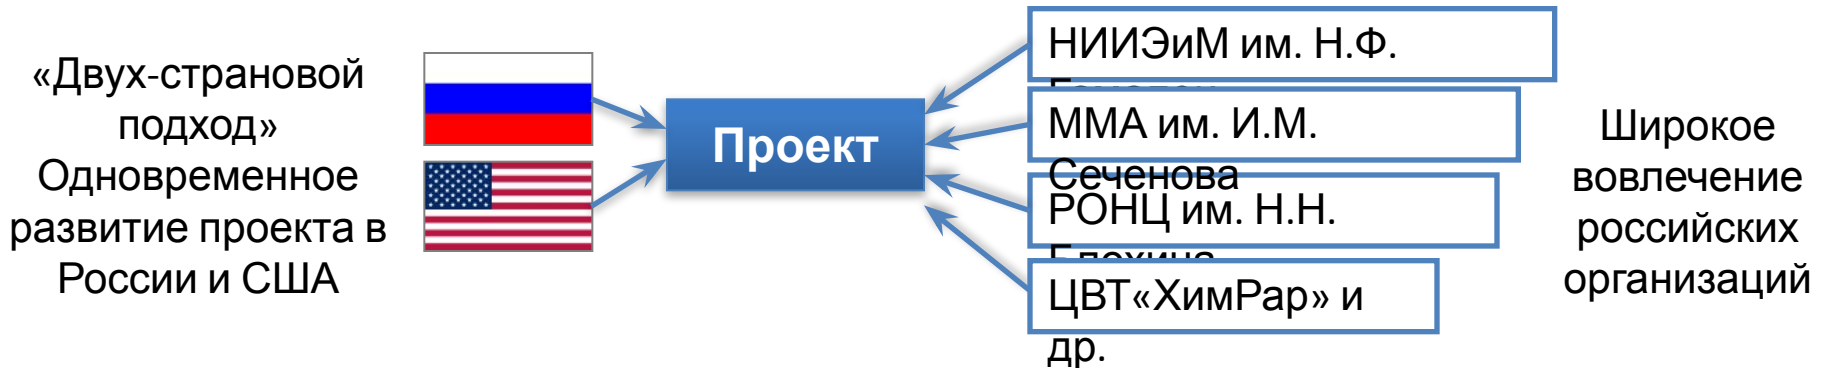 «Двух-страновой
подход»
Одновременное
развитие проекта в
России и США
Проект
НИИЭиМ им. Н.Ф.
ММА им. И.М.
Сеченова
РОНЦ им. Н.Н.
ЦВТ«ХимРар» и
др.
Широкое
вовлечение
российских
организаций